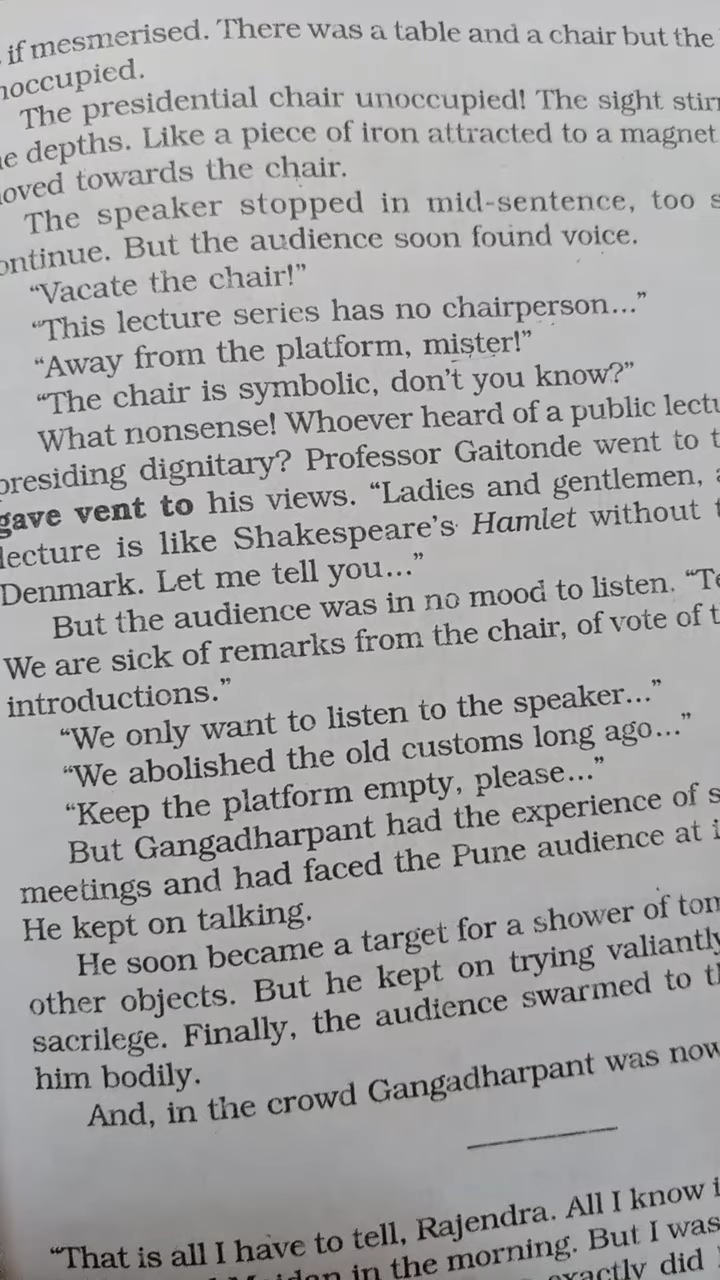 if mesmerised. There was a table and a chair but the
noccupied.
The presidential chair unoccupied! The sight stirr
e depths. Like a piece of iron attracted to a magnet
oved towards the chair.
The speaker stopped in mid-sentence, too s
ontinue. But the audience soon found voice.
“Vacate the chair!”
“This lecture series has no chairperson...”
“Away from the platform, mister!”
“The chair is symbolic, don’t you know?”
What nonsense! Whoever heard of a public lectu
presiding dignitary? Professor Gaitonde went to t
gave vent to his views. “Ladies and gentlemen, a
lecture is like Shakespeare’s Hamlet without t
Denmark. Let me tell you...”
But the audience was in no mood to listen. “Te
We are sick of remarks from the chair, of vote of t
introductions.”
“We only want to listen to the speaker...”
“We abolished the old customs long ago...”
“Keep the platform empty, please...”
But Gangadharpant had the experience of s
meetings and had faced the Pune audience at i
He kept on talking.
He soon became a target for a shower of tom
other objects. But he kept on trying valiantly
sacrilege. Finally, the audience swarmed to th
him bodily.
And, in the crowd Gangadharpant was now
“That is all I have to tell, Rajendra. All I know i
in the morning. But I was
exactly did